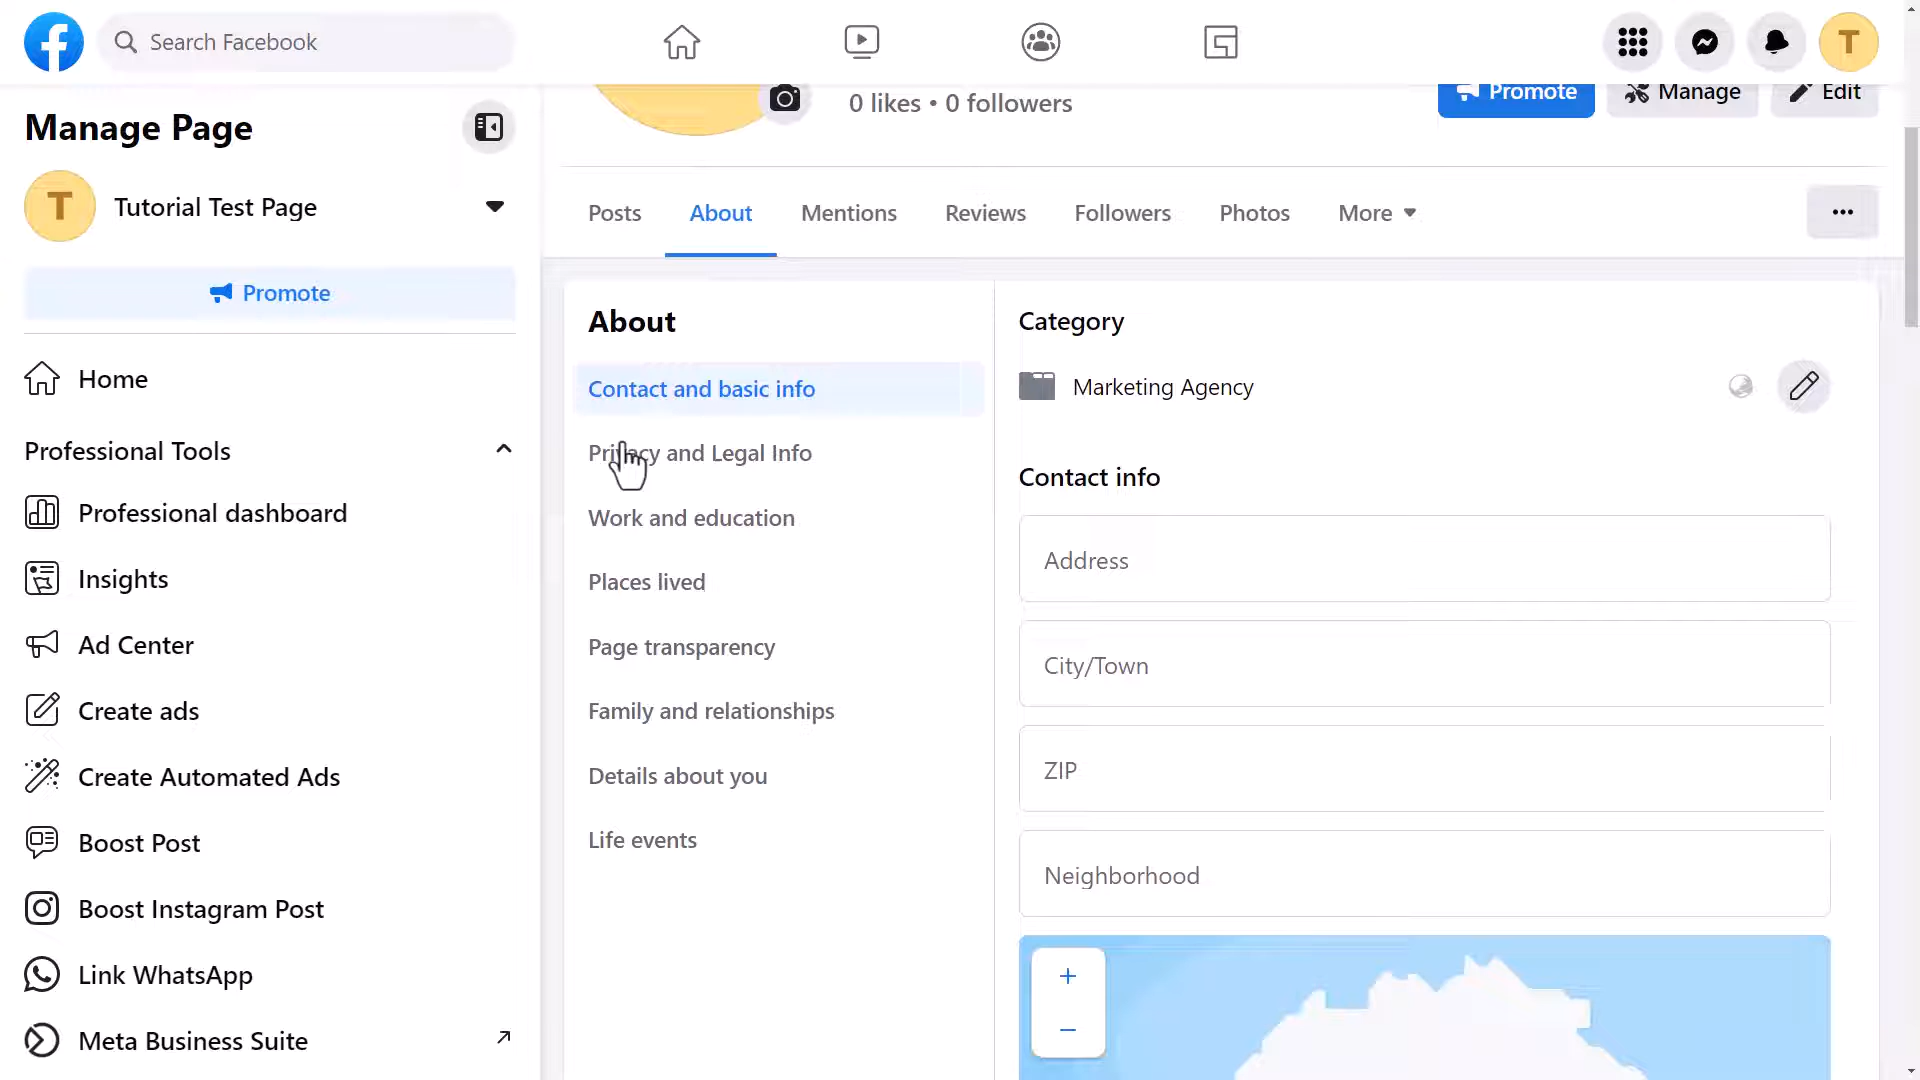 Search Facebook
T
Manage Page
T
Tutorial Test Page
Promote
Home
Professional Tools
Professional dashboard
Insights
Ad Center
Create ads
Create Automated Ads
Boost Post
Boost Instagram Post
Link WhatsApp
Meta Business Suite
0 likes • 0 followers
Promote
Manage
Edit
Posts
About
Mentions
Reviews
Followers
Photos
More
About
Contact and basic info
Privacy and Legal Info
Work and education
Places lived
Page transparency
Family and relationships
Details about you
Life events
Category
Marketing Agency
Contact info
Address
City/Town
ZIP
Neighborhood
+
−